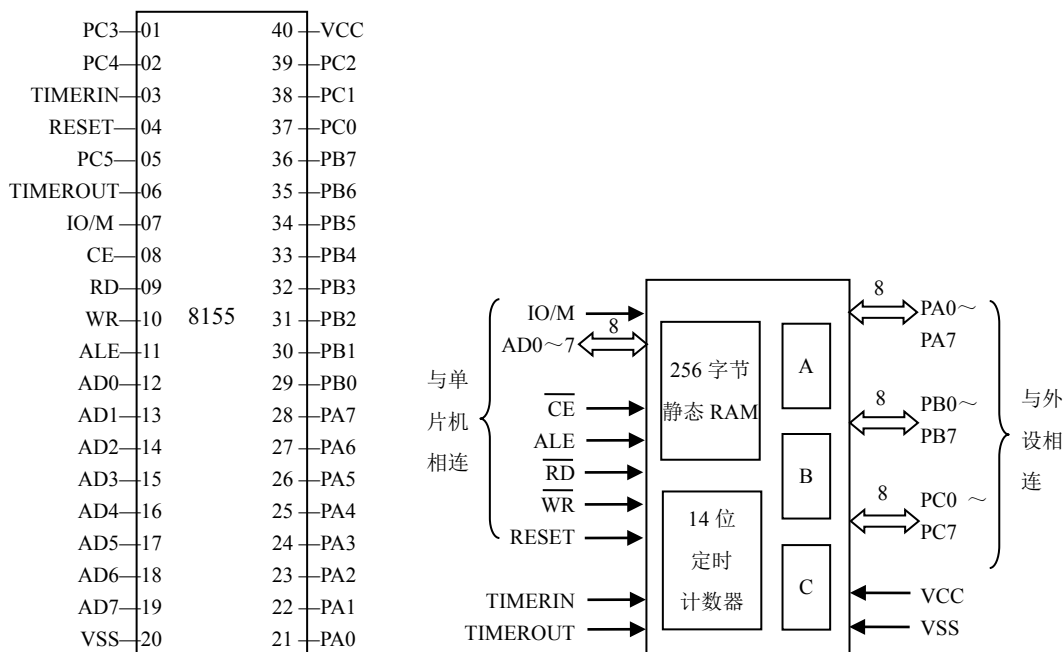 PC3 01 40 VCC
PC4 02 39 PC2
TIMERIN 03 38 PC1
RESET 04 37 PC0
PC5 05 36 PB7
TIMEROUT 06 35 PB6
IO/M 07 34 PB5
CE 08 33 PB4
RD 09 32 PB3
WR 10 8155 31 PB2
ALE 11 30 PB1
AD0 12 29 PB0
AD1 13 28 PA7
AD2 14 27 PA6
AD3 15 26 PA5
AD4 16 25 PA4
AD5 17 24 PA3
AD6 18 23 PA2
AD7 19 22 PA1
VSS 20 21 PA0
与单
片机
相连
IO/M
AD0～7 8
CE
ALE
RD
WR
RESET
TIMERIN
TIMEROUT
256 字节
静态 RAM
14 位
定时
计数器
A
B
C
8 PA0～
PA7
8 PB0～
PB7
8 PC0 ～
PC7
VCC
VSS
与外
设相
连